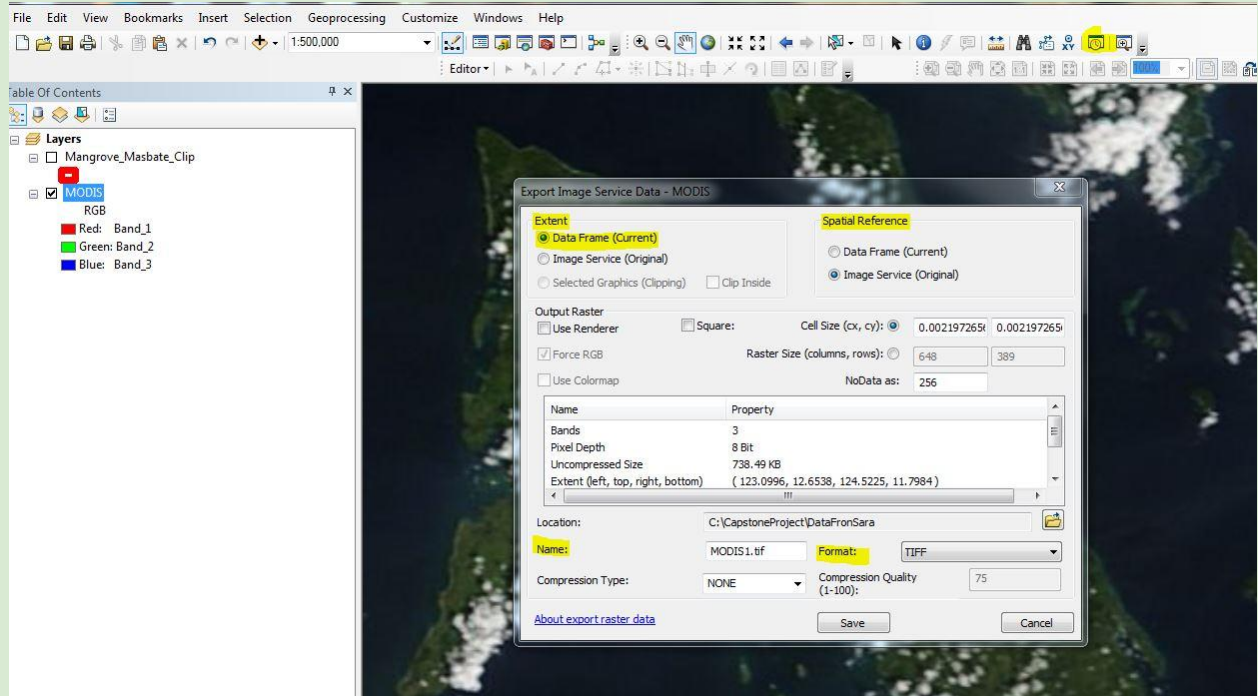 File Edit View Bookmarks Insert Selection Geoprocessing Customize Windows Help
1:500,000
Editor
100%
Table Of Contents
Layers
Mangrove_Masbate_Clip
MODIS
RGB
Red: Band_1
Green: Band_2
Blue: Band_3
Export Image Service Data - MODIS
Extent
Data Frame (Current)
Image Service (Original)
Selected Graphics (Clipping) Clip Inside
Spatial Reference
Data Frame (Current)
Image Service (Original)
Output Raster
Use Renderer Square: Cell Size (cx, cy): 0.002197265 0.002197265
Force RGB Raster Size (columns, rows): 648 389
Use Colormap NoData as: 256
Name Property
Bands 3
Pixel Depth 8 Bit
Uncompressed Size 738.49 KB
Extent (left, top, right, bottom) ( 123.0996, 12.6538, 124.5225, 11.7984 )
Location: C:\CapstoneProject\DataFronSara
Name: MODIS1.tif Format: TIFF
Compression Type: NONE Compression Quality (1-100): 75
About export raster data Save Cancel